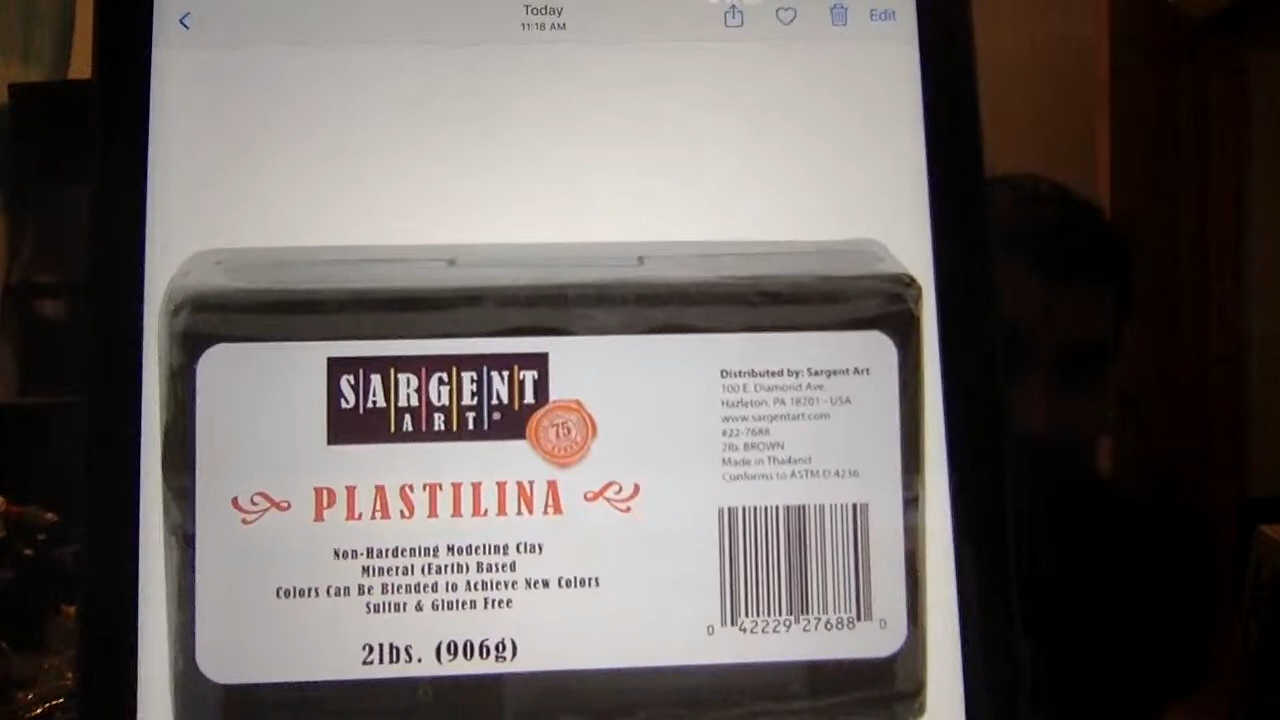 Today
11:18 AM
Edit
SARGENT
ART®
75
PLASTILINA
Non-Hardening Modeling Clay
Mineral (Earth) Based
Colors Can Be Blended to Achieve New Colors
Sulfur & Gluten Free
2lbs. (906g)
Distributed by: Sargent Art
100 E. Diamond Ave.
Hazleton, PA 18201 - USA
www.sargentart.com
#22-7688
2lb. BROWN
Made in Thailand
Conforms to ASTM D 4236
0 42229 27688 0